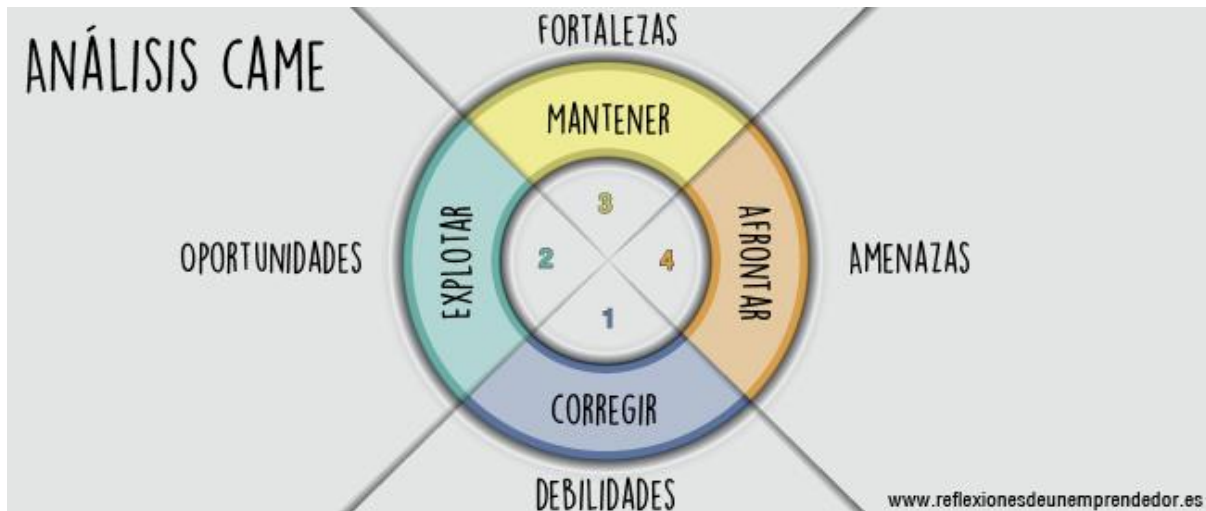 ANÁLISIS CAME
FORTALEZAS
MANTENER
3
OPORTUNIDADES
EXPLOTAR
2
4
AFRONTAR
AMENAZAS
1
CORREGIR
DEBILIDADES
www.reflexionesdeunemprendedor.es